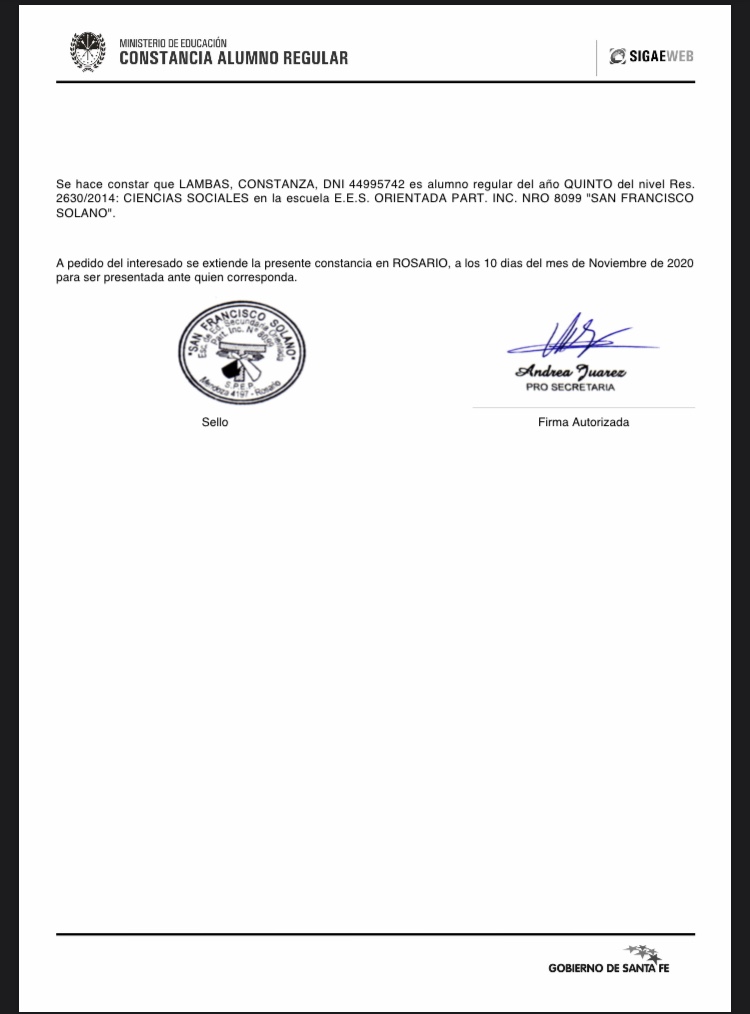 MINISTERIO DE EDUCACIÓN
CONSTANCIA ALUMNO REGULAR
SIGAEWEB
Se hace constar que LAMBAS, CONSTANZA, DNI 44995742 es alumno regular del año QUINTO del nivel Res.
2630/2014: CIENCIAS SOCIALES en la escuela E.E.S. ORIENTADA PART. INC. NRO 8099 "SAN FRANCISCO
SOLANO".
A pedido del interesado se extiende la presente constancia en ROSARIO, a los 10 dias del mes de Noviembre de 2020
para ser presentada ante quien corresponda.
"SAN FRANCISCO SOLANO"
Esc. de Ed. Secundaria Orientada
Part. Inc. Nº 8099
S.P.E.P.
Mendoza 4197 - Rosario
Andrea Juarez
PRO SECRETARIA
Sello
Firma Autorizada
GOBIERNO DE SANTA FE